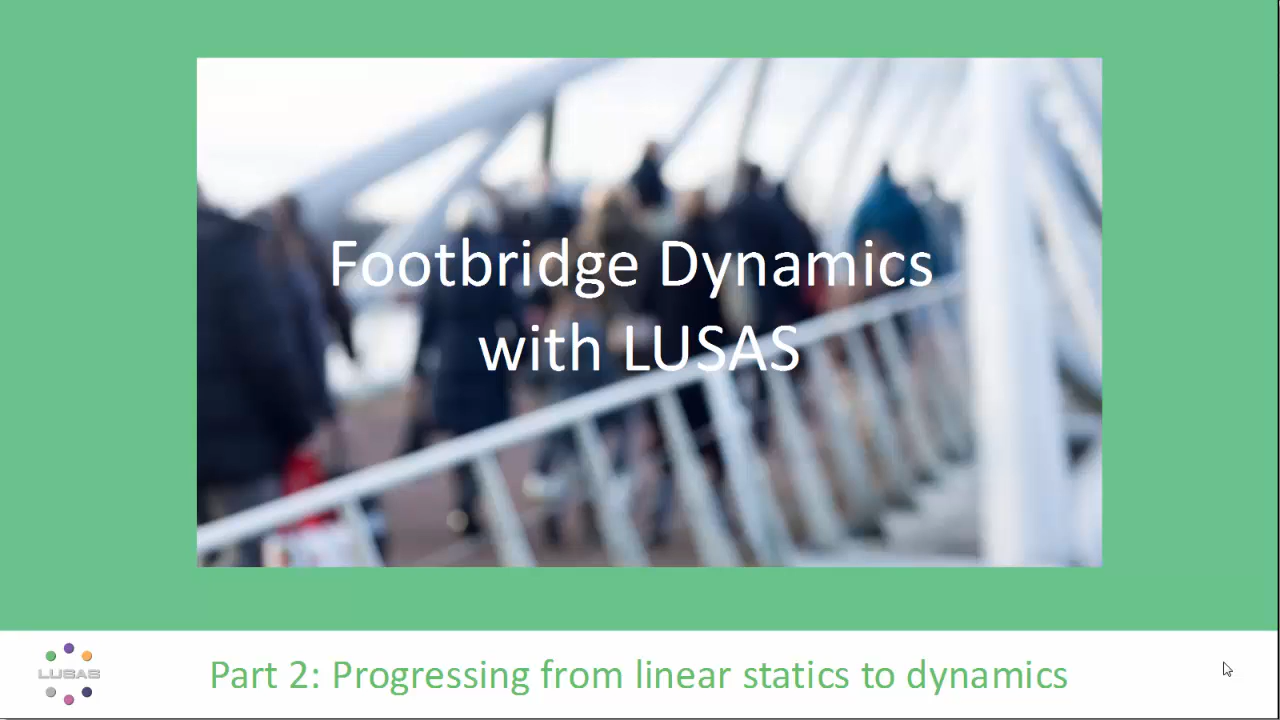 Footbridge Dynamics
with LUSAS
LUSAS
Part 2: Progressing from linear statics to dynamics